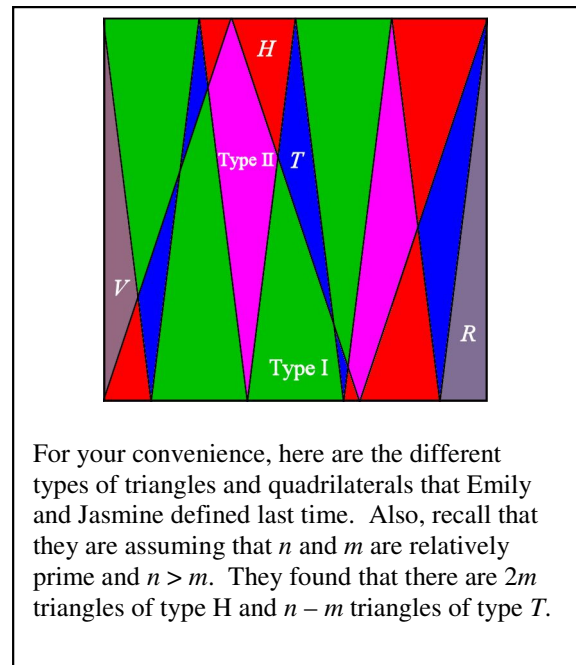 H
Type II T
V
R
Type I
For your convenience, here are the different
types of triangles and quadrilaterals that Emily
and Jasmine defined last time. Also, recall that
they are assuming that n and m are relatively
prime and n > m. They found that there are 2m
triangles of type H and n – m triangles of type T.